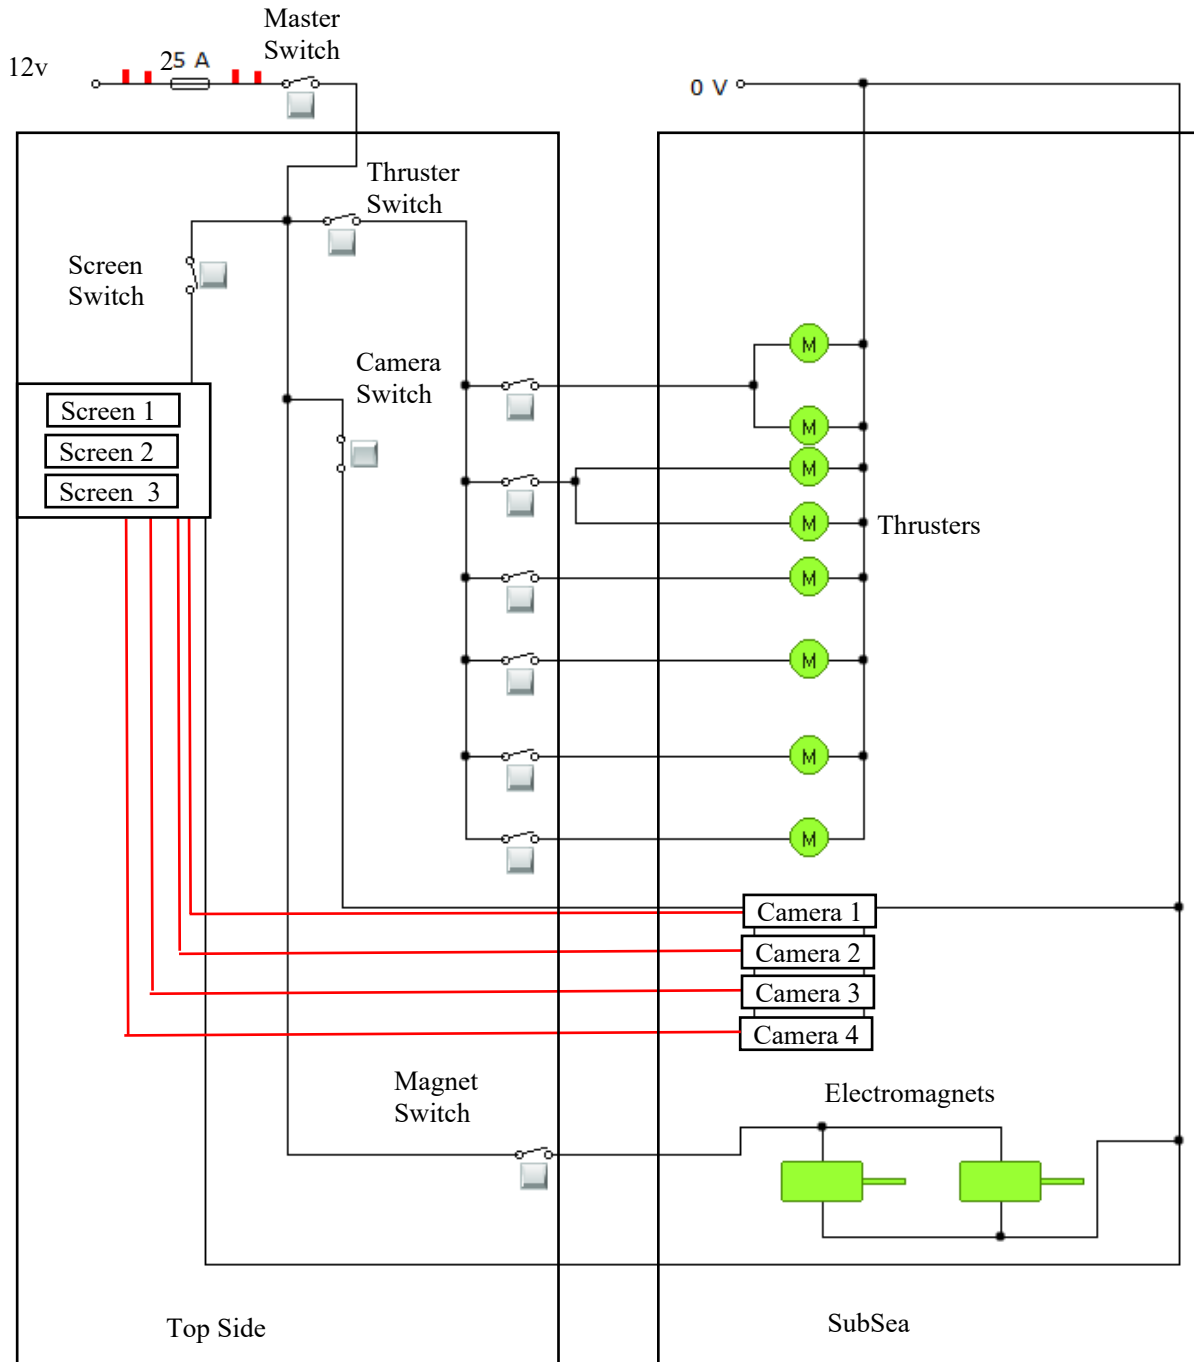 Master
Switch
12v
25 A
0 V
Thruster
Switch
Screen
Switch
Camera
Switch
Screen 1
Screen 2
Screen 3
M
M
M
M
Thrusters
M
M
M
M
Camera 1
Camera 2
Camera 3
Camera 4
Magnet
Switch
Electromagnets
Top Side
SubSea